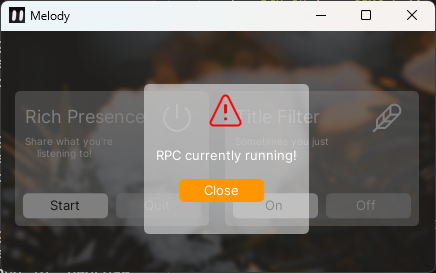 Melody
Rich Presence
Title Filter
Share what you're
listening to!
Sometimes you just
RPC currently running!
Close
Start
Quit
On
Off